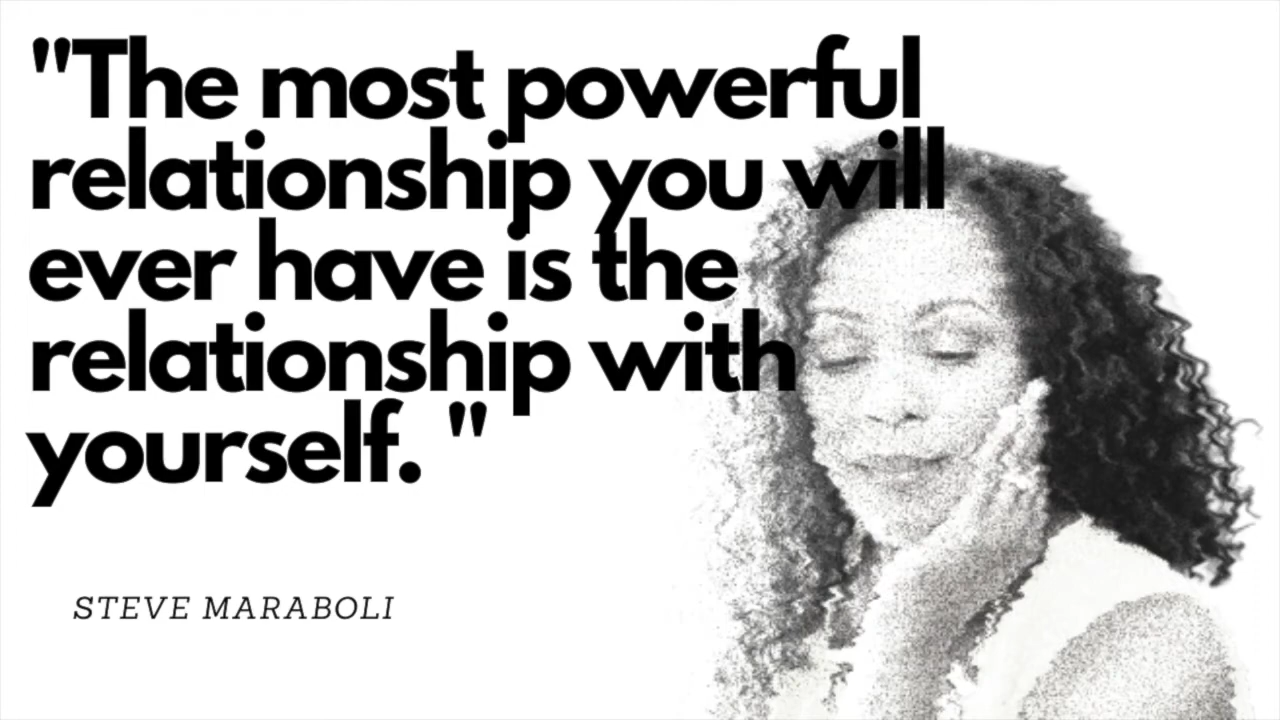 "The most powerful
relationship you will
ever have is the
relationship with
yourself. "
STEVE MARABOLI